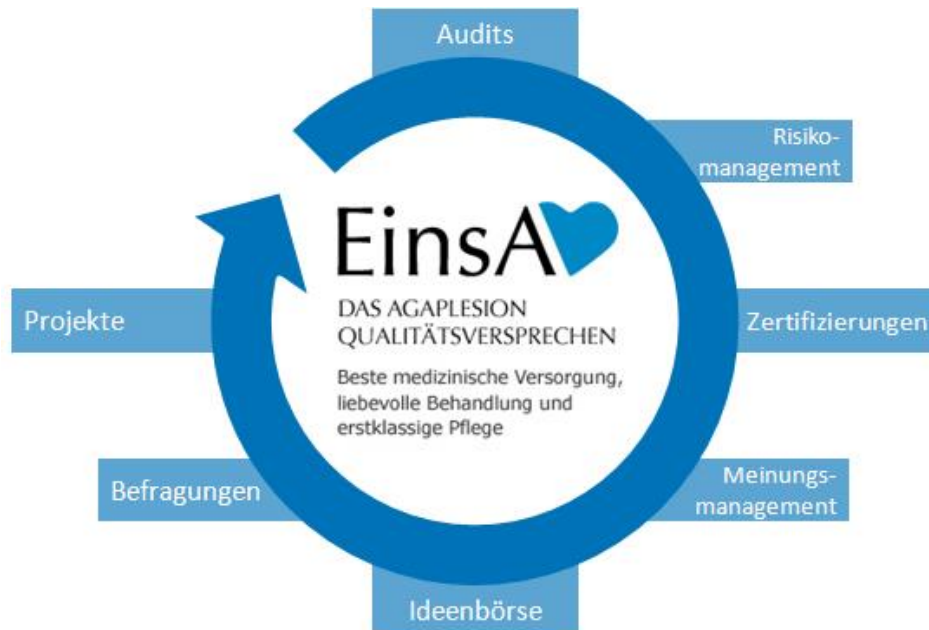 Audits
Risiko-
management
Zertifizierungen
Meinungs-
management
Ideenbörse
Befragungen
Projekte
EinsA
DAS AGAPLESION
QUALITÄTSVERSPRECHEN
Beste medizinische Versorgung,
liebevolle Behandlung und
erstklassige Pflege